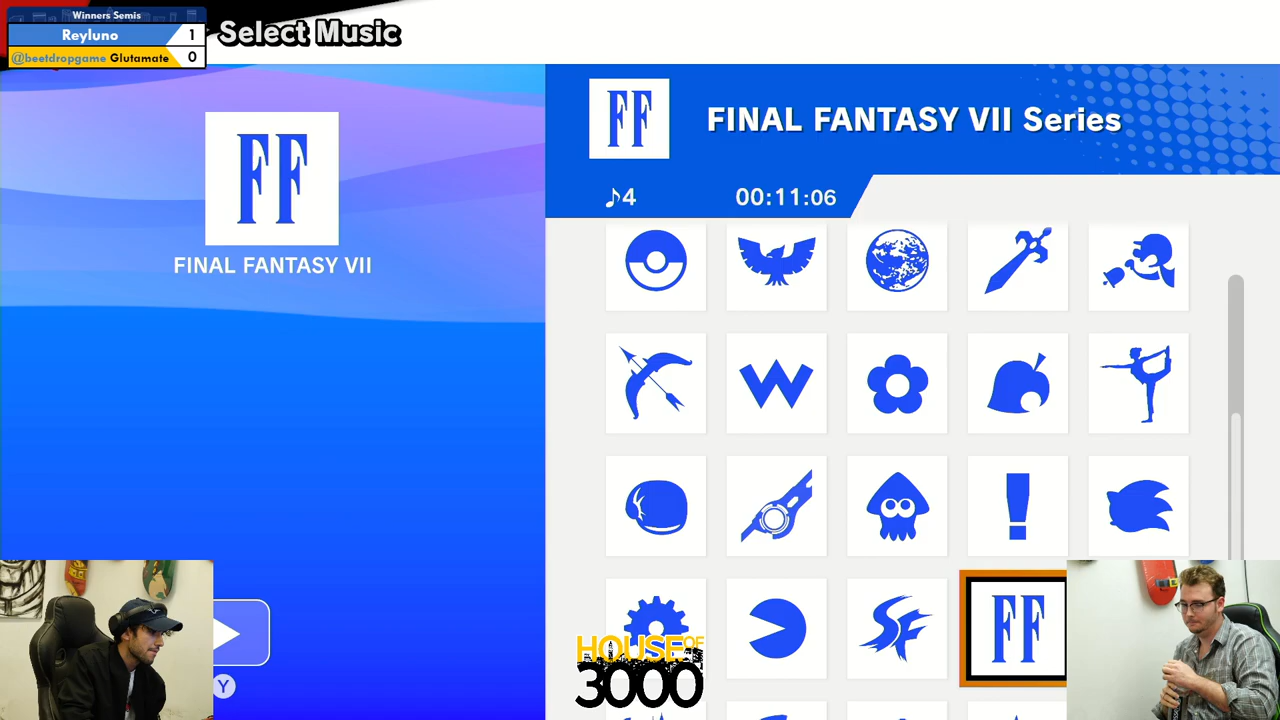 Winners Semis
Reyluno 1
@beetdropgame Glutamate 0
Select Music
FF
FINAL FANTASY VII
FF
FINAL FANTASY VII Series
♪4 00:11:06
W
!
SF
FF
Y
HOUSE OF
3000